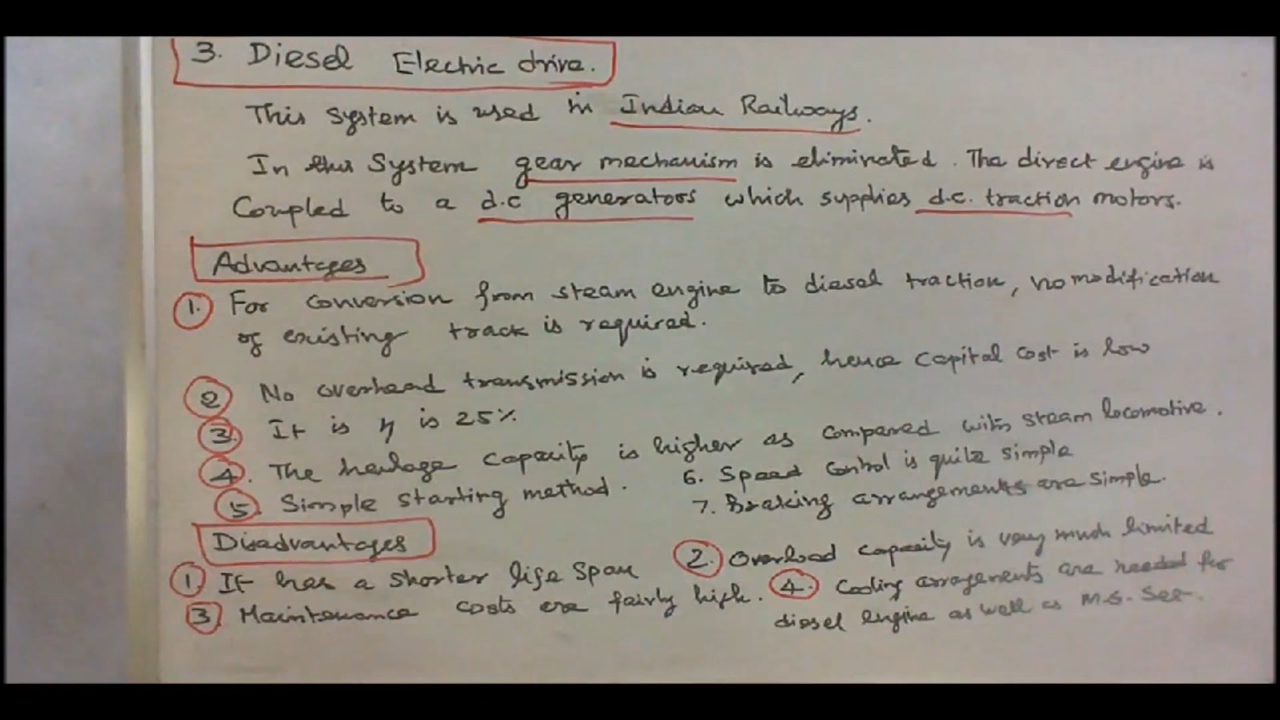 3. Diesel Electric drive.
This system is used in Indian Railways.
In this System gear mechanism is eliminated. The direct engine is
Coupled to a d.c generators which supplies d.c. traction motors.
Advantages
1. For conversion from steam engine to diesel traction, no modification
of existing track is required.
2 No overhead transmission is required, hence capital cost is low
3. It is η is 25%
4. The haulage capacity is higher as compared with steam locomotive.
5. Simple starting method.
6. Speed control is quite simple
7. Braking arrangements are simple.
Disadvantages
1 It has a shorter life span
2. Overload capacity is very much limited
3 Maintenance costs are fairly high.
4. Cooling arragements are needed for
diesel engine as well as M.G. Set.